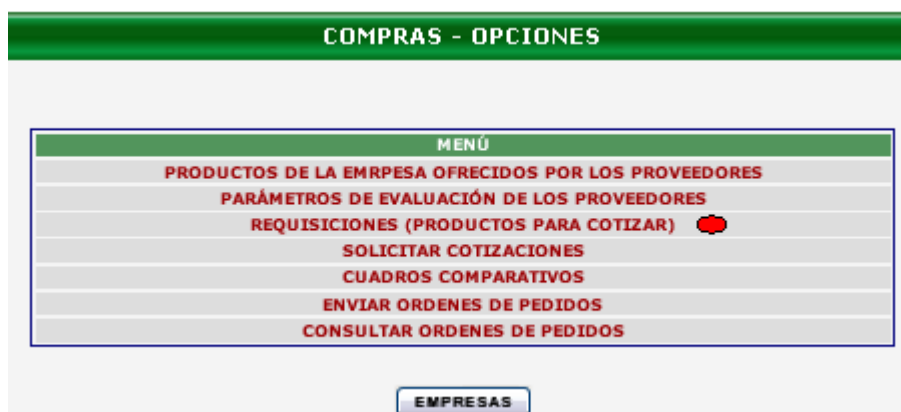 COMPRAS - OPCIONES
MENÚ
PRODUCTOS DE LA EMRPESA OFRECIDOS POR LOS PROVEEDORES
PARÁMETROS DE EVALUACIÓN DE LOS PROVEEDORES
REQUISICIONES (PRODUCTOS PARA COTIZAR)
SOLICITAR COTIZACIONES
CUADROS COMPARATIVOS
ENVIAR ORDENES DE PEDIDOS
CONSULTAR ORDENES DE PEDIDOS
EMPRESAS